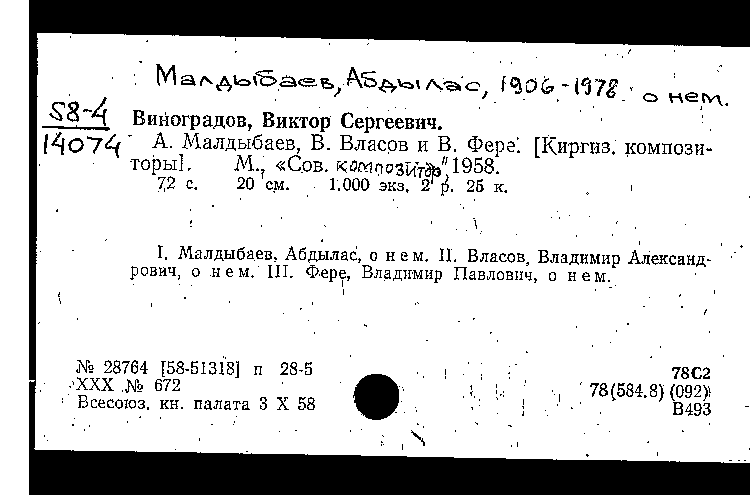 Малдыбаев, Абдылас, 1906-1978 о нем.
58-4
14074
Виноградов, Виктор Сергеевич.
А. Малдыбаев, В. Власов и В. Фере. [Киргиз. компози-
торы]. М., «Сов. композитор", 1958.
72 с. 20 см. 1.000 экз. 2 р. 25 к.
I. Малдыбаев, Абдылас, о нем. II. Власов, Владимир Александ-
рович, о нем. III. Фере, Владимир Павлович, о нем.
№ 28764 [58-51318] п 28-5
XXX № 672
Всесоюз. кн. палата 3 X 58
78С2
78(584.8)(092)
В493